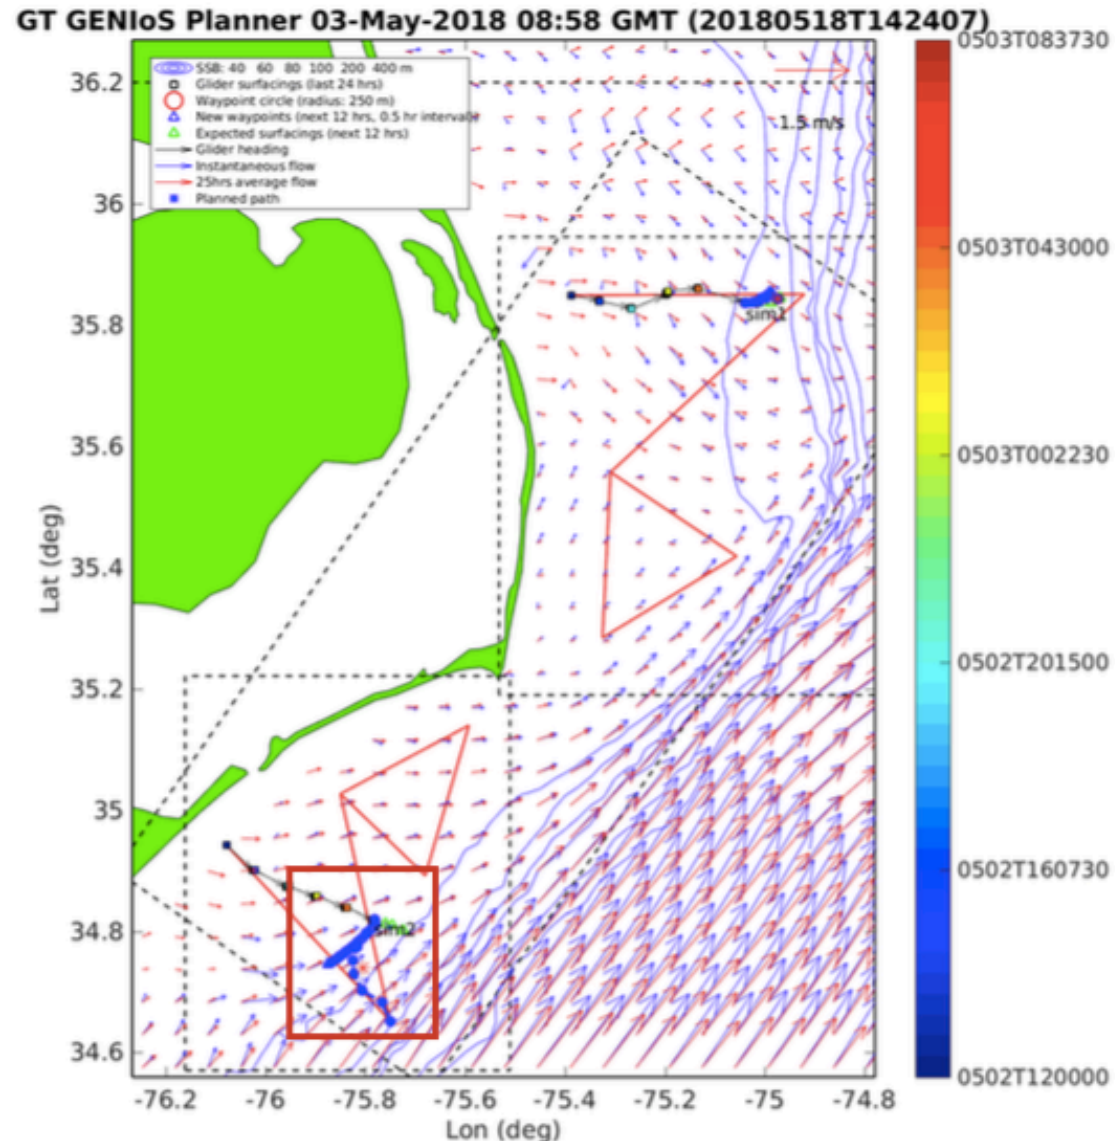 GT GENIoS Planner 03-May-2018 08:58 GMT (20180518T142407)
SSB: 40 60 80 100 200 400 m
Glider surfacings (last 24 hrs)
Waypoint circle (radius: 250 m)
New waypoints (next 12 hrs, 0.5 hr interval)
Expected surfacings (next 12 hrs)
Glider heading
Instantaneous flow
25hrs average flow
Planned path
1.5 m/s
sim1
sim2
Lat (deg)
36.2
36
35.8
35.6
35.4
35.2
35
34.8
34.6
-76.2 -76 -75.8 -75.6 -75.4 -75.2 -75 -74.8
Lon (deg)
0503T083730
0503T043000
0503T002230
0502T201500
0502T160730
0502T120000